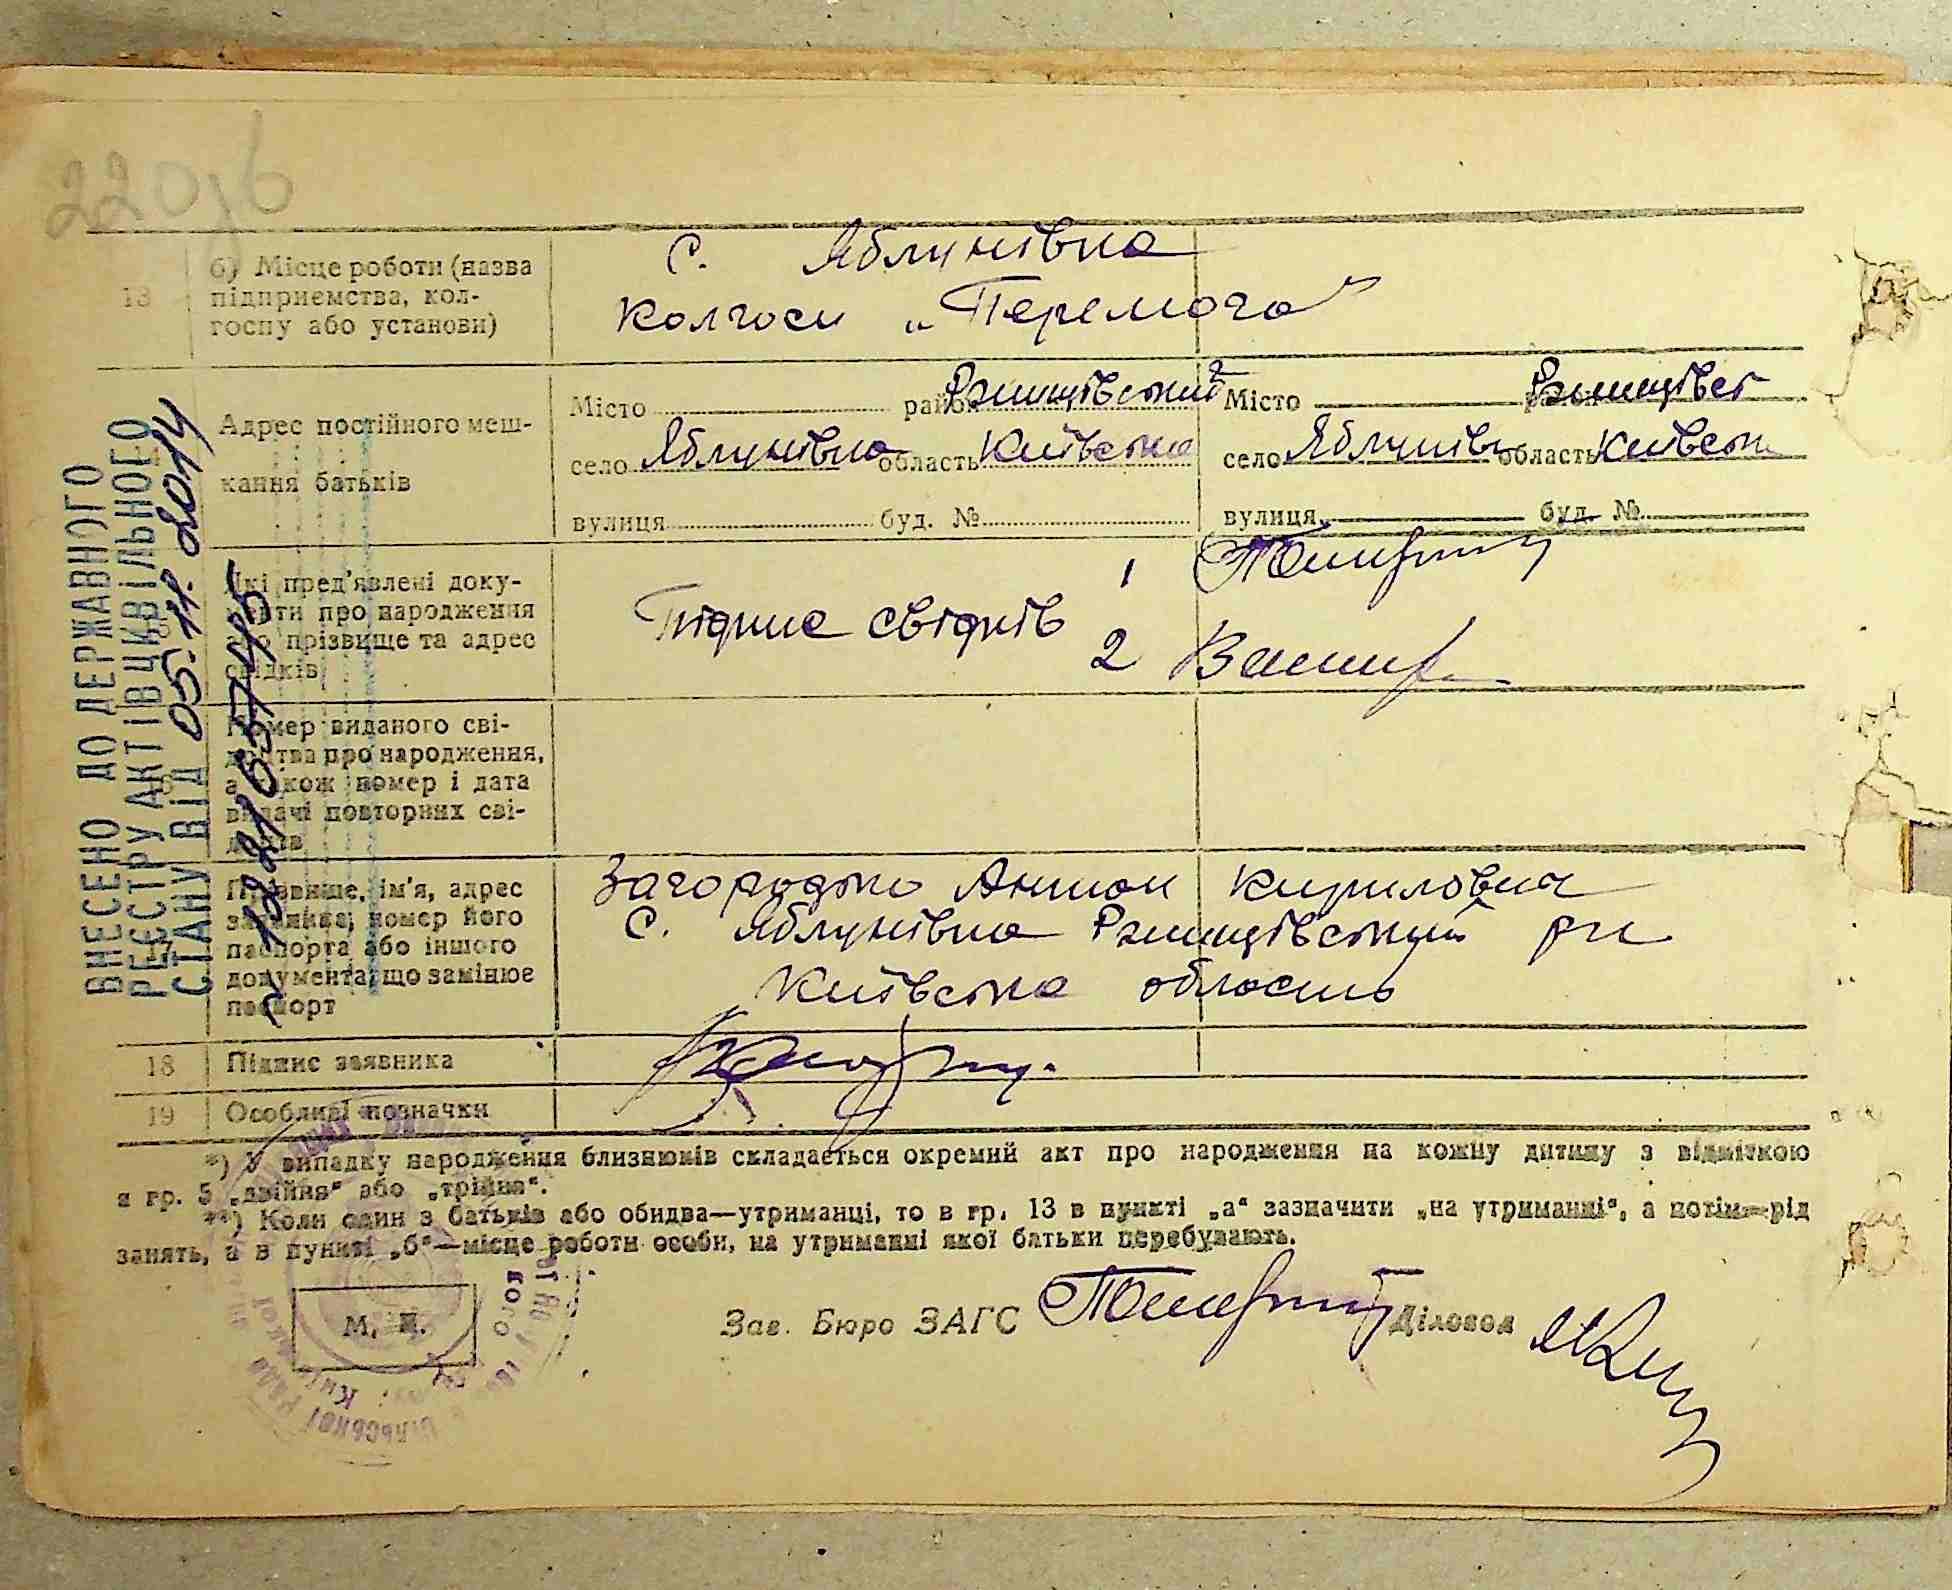 220
13
б) Місце роботи (назва
підприємства, кол-
госпу або установи)
с. Яблунівка
колгосп „Перемога"
Адрес постійного меш-
кання батьків
Місто район Ржищівський
село Яблунівка область Київська
вулиця буд. №
Місто Ржищівс
село Яблунів область Київськ
вулиця буд. №
Які пред'явлені доку-
менти про народження
або прізвище та адрес
свідків
Підпис свідків 1
2
Номер виданого сві-
доцтва про народження,
а також номер і дата
видачі повторних сві-
доцтв
17
Прізвище, ім'я, адрес
заявника, номер його
паспорта або іншого
документа, що замінює
паспорт
Загородько Антон Кирилович
с. Яблунівка Ржищівський р-н
Київська область
18 Підпис заявника
19 Особливі позначки
ВНЕСЕНО ДО ДЕРЖАВНОГО
РЕЄСТРУ АКТІВ ЦИВІЛЬНОГО
СТАНУ ВІД 05.11.2014
*) У випадку народження близнюків складається окремий акт про народження на кожну дитину з відміткою
в гр. 5 „двійня" або „трійня".
**) Коли один з батьків або обидва—утриманці, то в гр. 13 в пункті „а" зазначити „на утриманні", а потім—рід
занять, а в пункті „б"—місце роботи особи, на утриманні якої батьки перебувають.
М. П.
Зав. Бюро ЗАГС Діловод